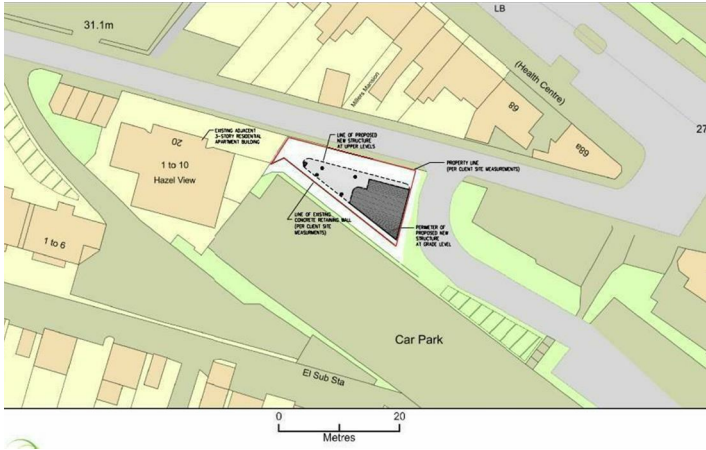 LB
31.1m
(Health Centre)
Millers Mansion
68
68a
27
EXISTING ADJACENT
3-STORY RESIDENTIAL
APARTMENT BUILDING
LINE OF PROPOSED
NEW STRUCTURE
AT UPPER LEVELS
20
1 to 10
Hazel View
PROPERTY LINE
(PER CLIENT SITE
MEASUREMENTS)
LINE OF EXISTING
CONCRETE RETAINING WALL
(PER CLIENT SITE
MEASURMENTS)
PERIMETER OF
PROPOSED NEW
STRUCTURE
AT GRADE LEVEL
1 to 6
Car Park
El Sub Sta
0
20
Metres